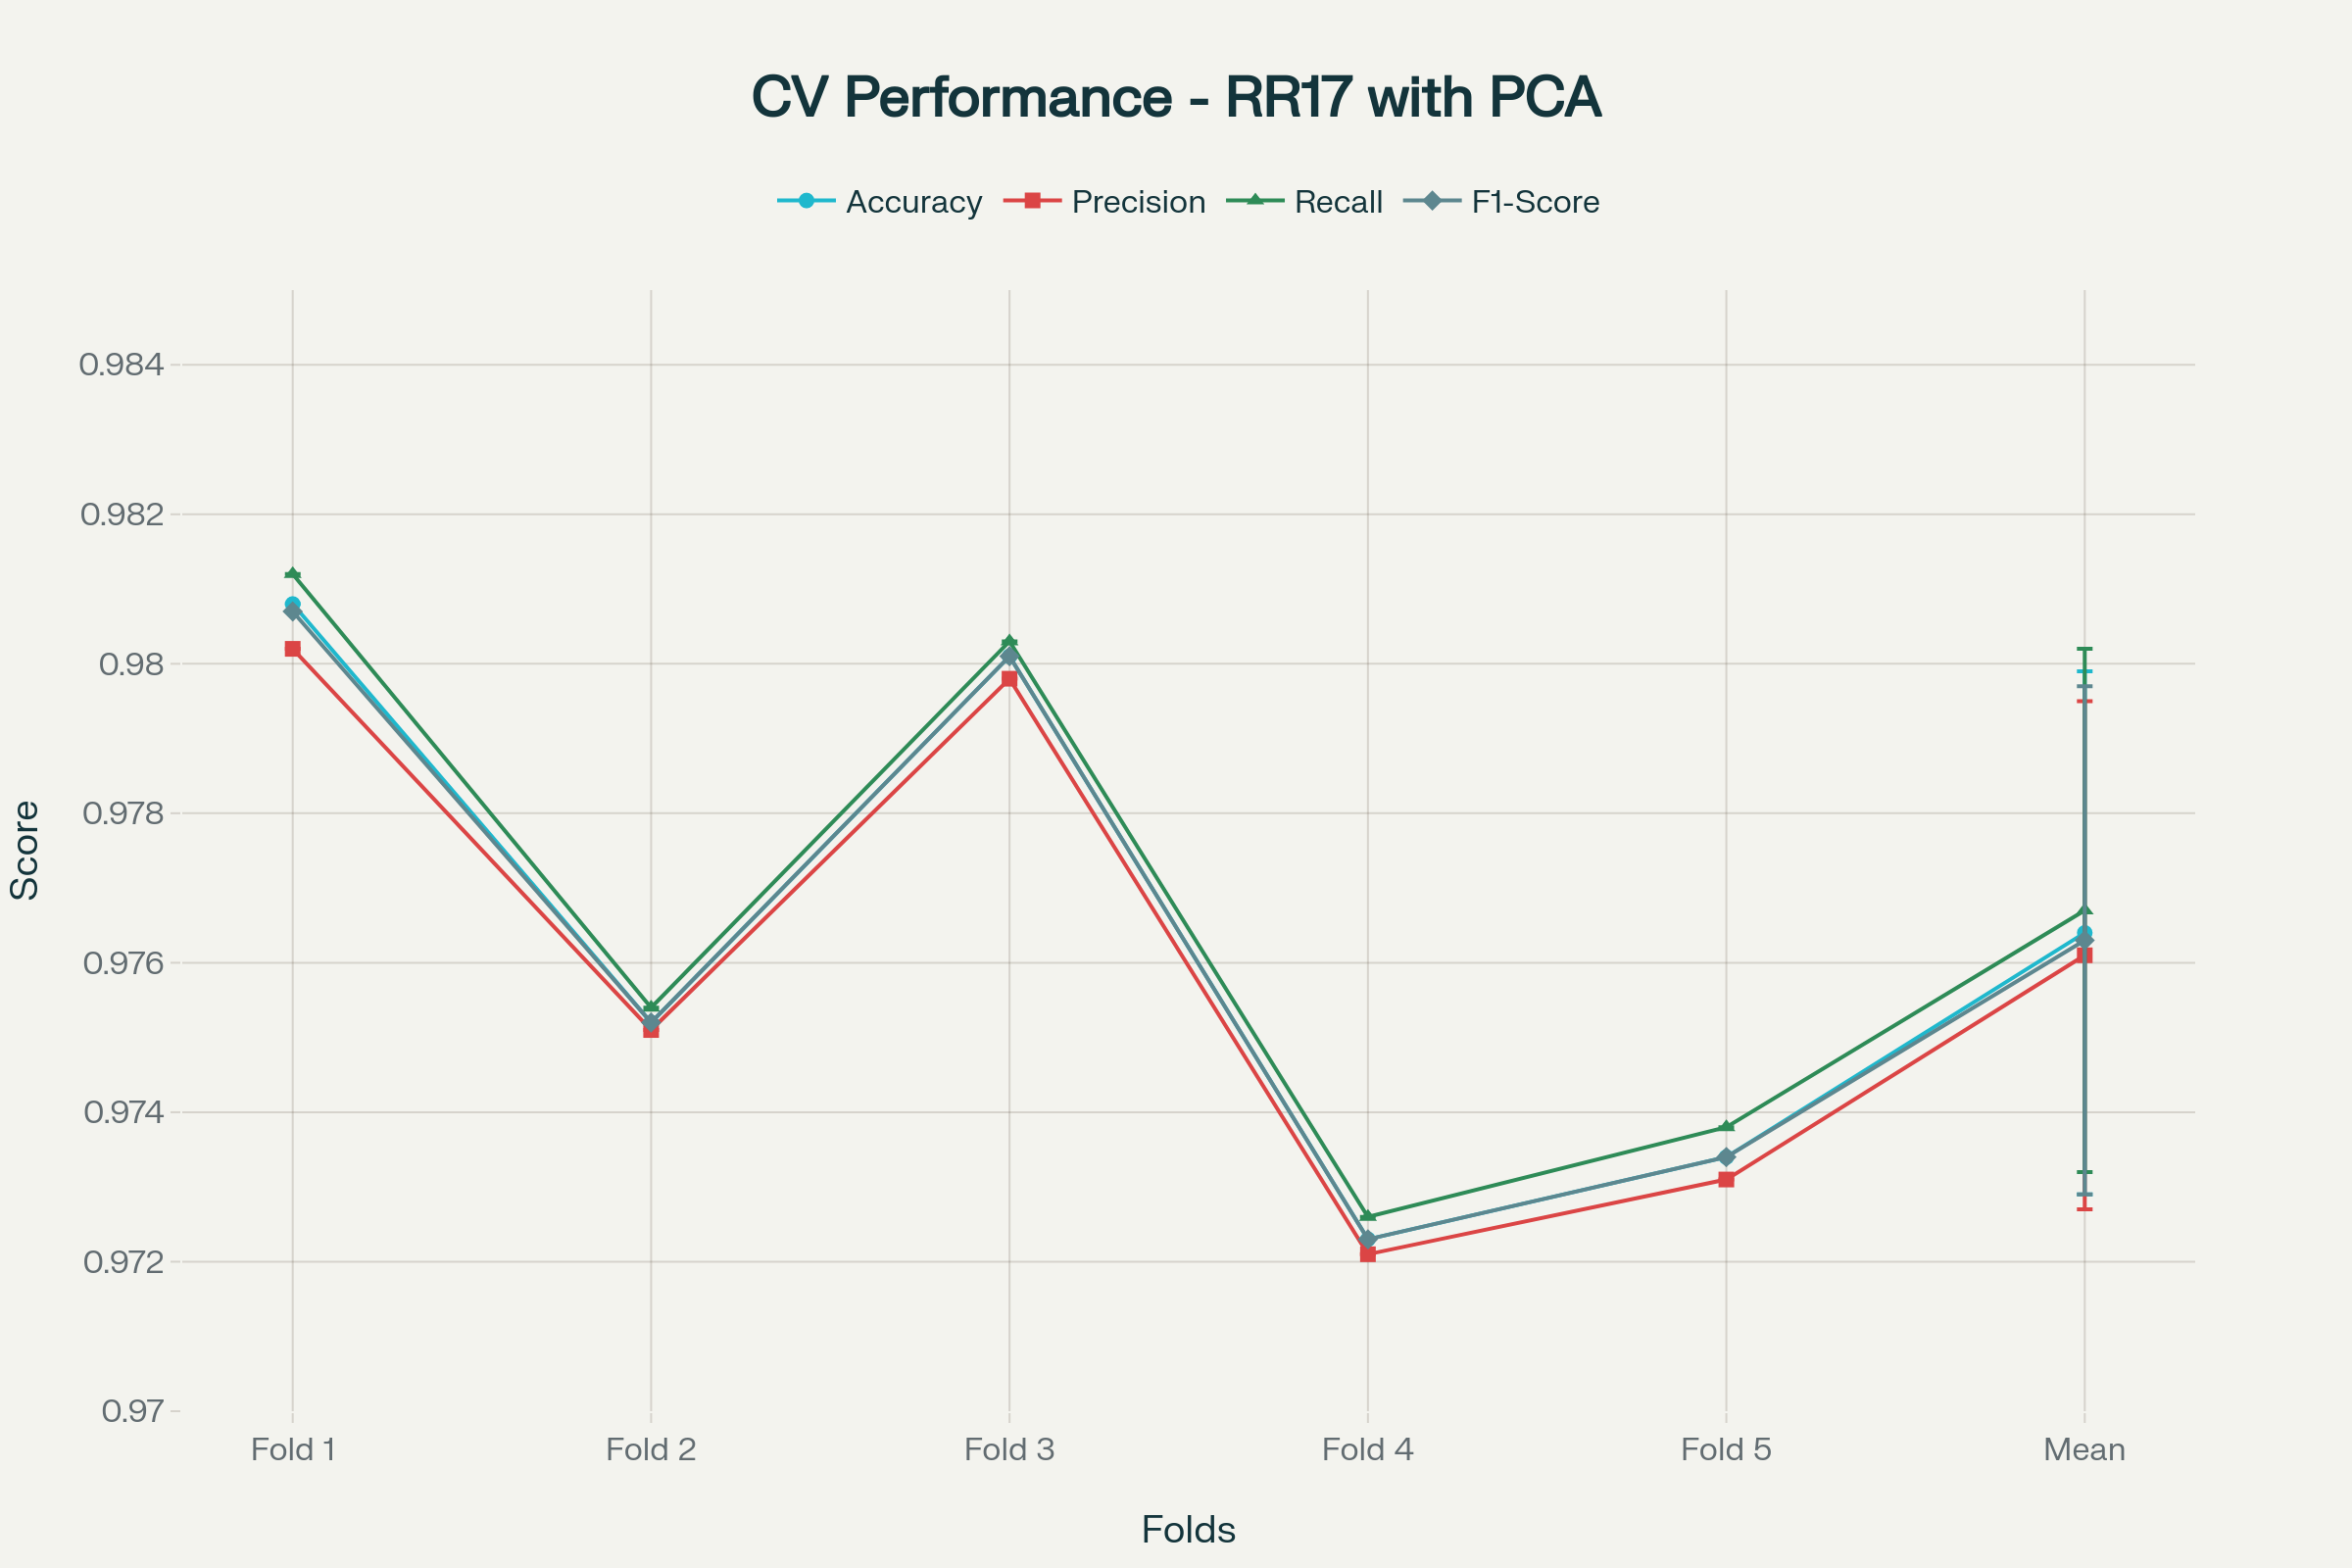 CV Performance - RR17 with PCA
Accuracy Precision Recall F1-Score
Score
0.984
0.982
0.98
0.978
0.976
0.974
0.972
0.97
Fold 1 Fold 2 Fold 3 Fold 4 Fold 5 Mean
Folds